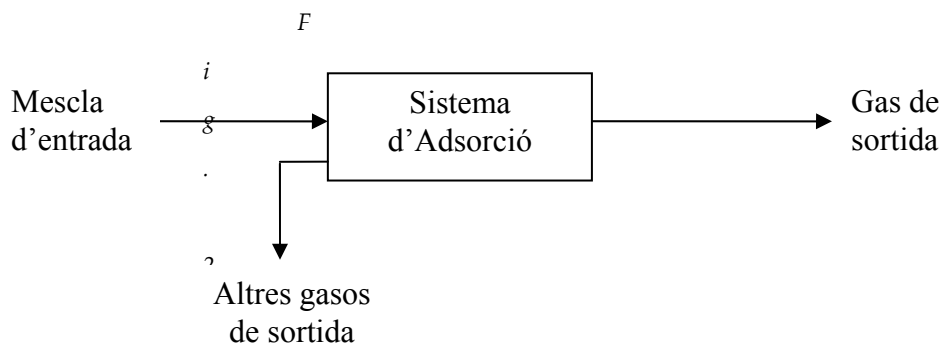 F
i
g
.
Mescla
d’entrada
Sistema
d’Adsorció
Gas de
sortida
Altres gasos
de sortida